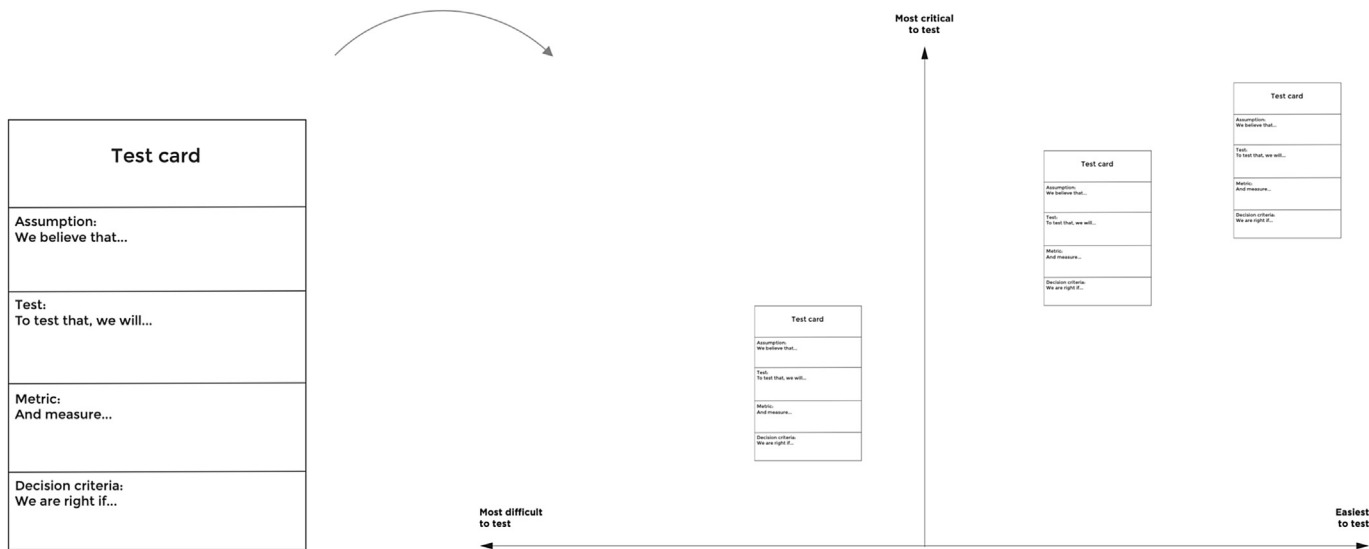 Test card
Assumption:
We believe that...
Test:
To test that, we will...
Metric:
And measure...
Decision criteria:
We are right if...
Most critical
to test
Test card
Assumption:
We believe that...
Test:
To test that, we will...
Metric:
And measure...
Decision criteria:
We are right if...
Test card
Assumption:
We believe that...
Test:
To test that, we will...
Metric:
And measure...
Decision criteria:
We are right if...
Test card
Assumption:
We believe that...
Test:
To test that, we will...
Metric:
And measure...
Decision criteria:
We are right if...
Most difficult
to test
Easiest
to test